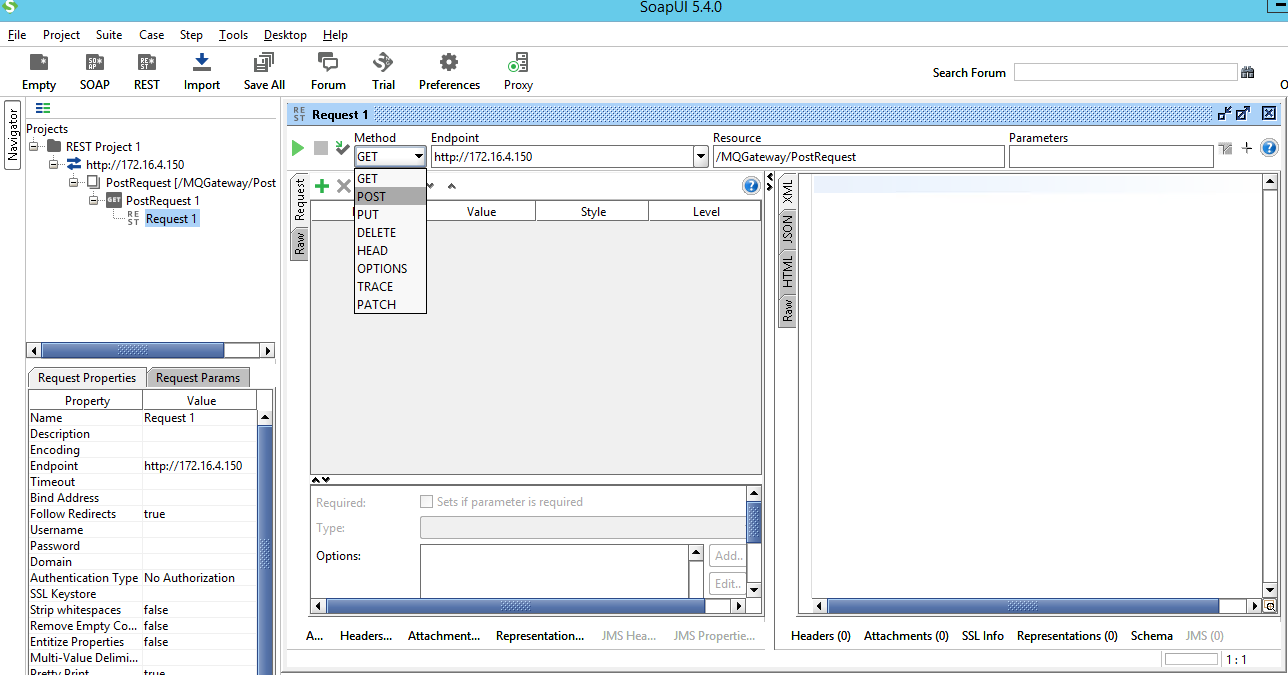 SoapUI 5.4.0
File Project Suite Case Step Tools Desktop Help
Empty SOAP REST Import Save All Forum Trial Preferences Proxy
Search Forum
Navigator
Projects
REST Project 1
http://172.16.4.150
PostRequest [/MQGateway/Post
GET PostRequest 1
REST Request 1
REST Request 1
Method Endpoint Resource Parameters
GET http://172.16.4.150 /MQGateway/PostRequest
GET
POST
PUT
DELETE
HEAD
OPTIONS
TRACE
PATCH
Request
Raw
Value Style Level
Required: Sets if parameter is required
Type:
Options: Add..
Edit..
A... Headers... Attachment... Representation... JMS Hea... JMS Propertie...
XML
JSON
HTML
Raw
Headers (0) Attachments (0) SSL Info Representations (0) Schema JMS (0)
1 : 1
Request Properties Request Params
Property Value
Name Request 1
Description
Encoding
Endpoint http://172.16.4.150
Timeout
Bind Address
Follow Redirects true
Username
Password
Domain
Authentication Type No Authorization
SSL Keystore
Strip whitespaces false
Remove Empty Co... false
Entitize Properties false
Multi-Value Delimi...
Pretty Print true